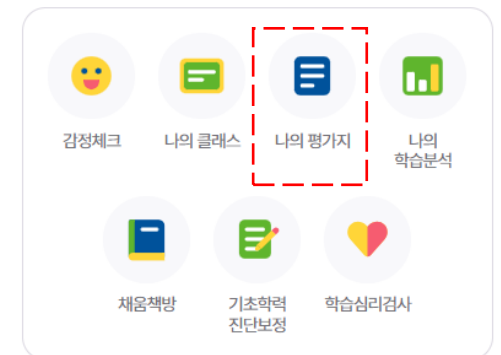 감정체크
나의 클래스
나의 평가지
나의
학습분석
채움책방
기초학력
진단보정
학습심리검사